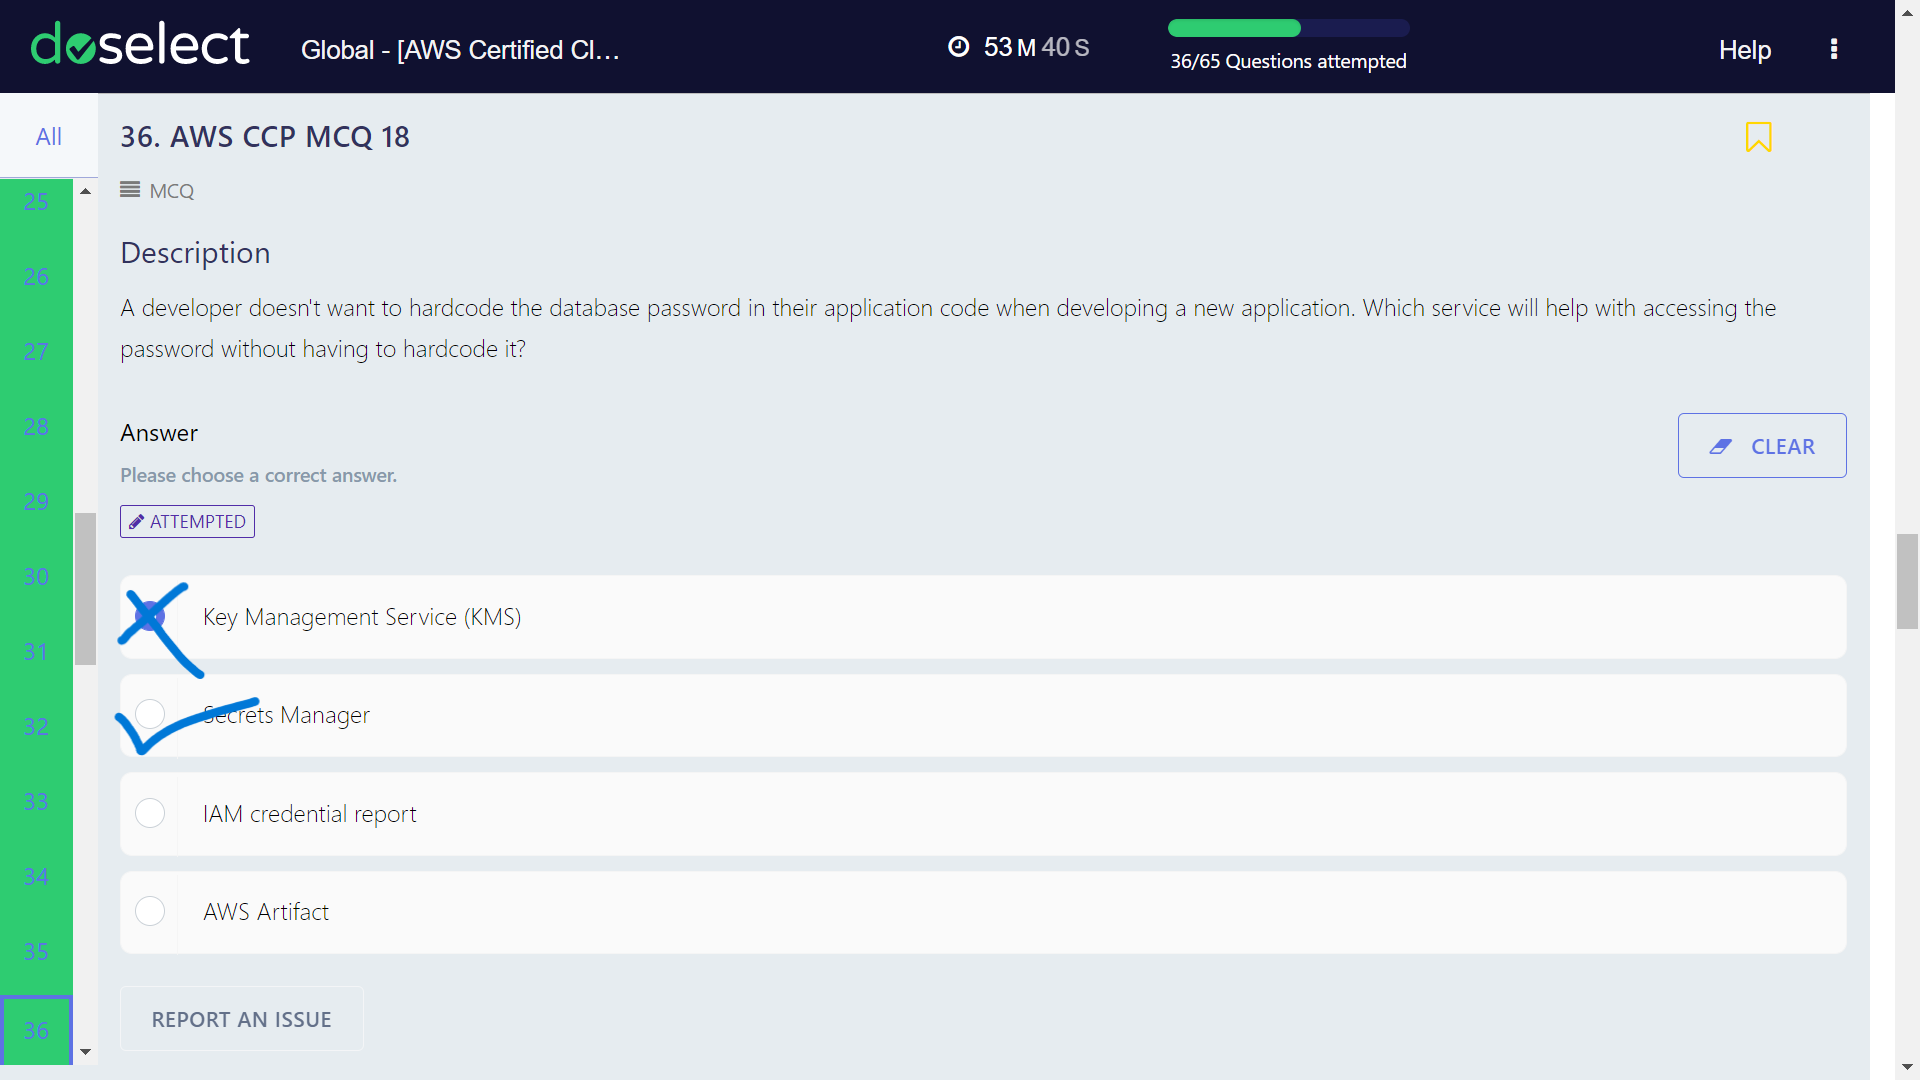 doselect
Global - [AWS Certified Cl...
53 M 40 S
36/65 Questions attempted
Help
All
25
26
27
28
29
30
31
32
33
34
35
36
36. AWS CCP MCQ 18
MCQ
Description
A developer doesn't want to hardcode the database password in their application code when developing a new application. Which service will help with accessing the
password without having to hardcode it?
Answer
Please choose a correct answer.
CLEAR
ATTEMPTED
Key Management Service (KMS)
Secrets Manager
IAM credential report
AWS Artifact
REPORT AN ISSUE